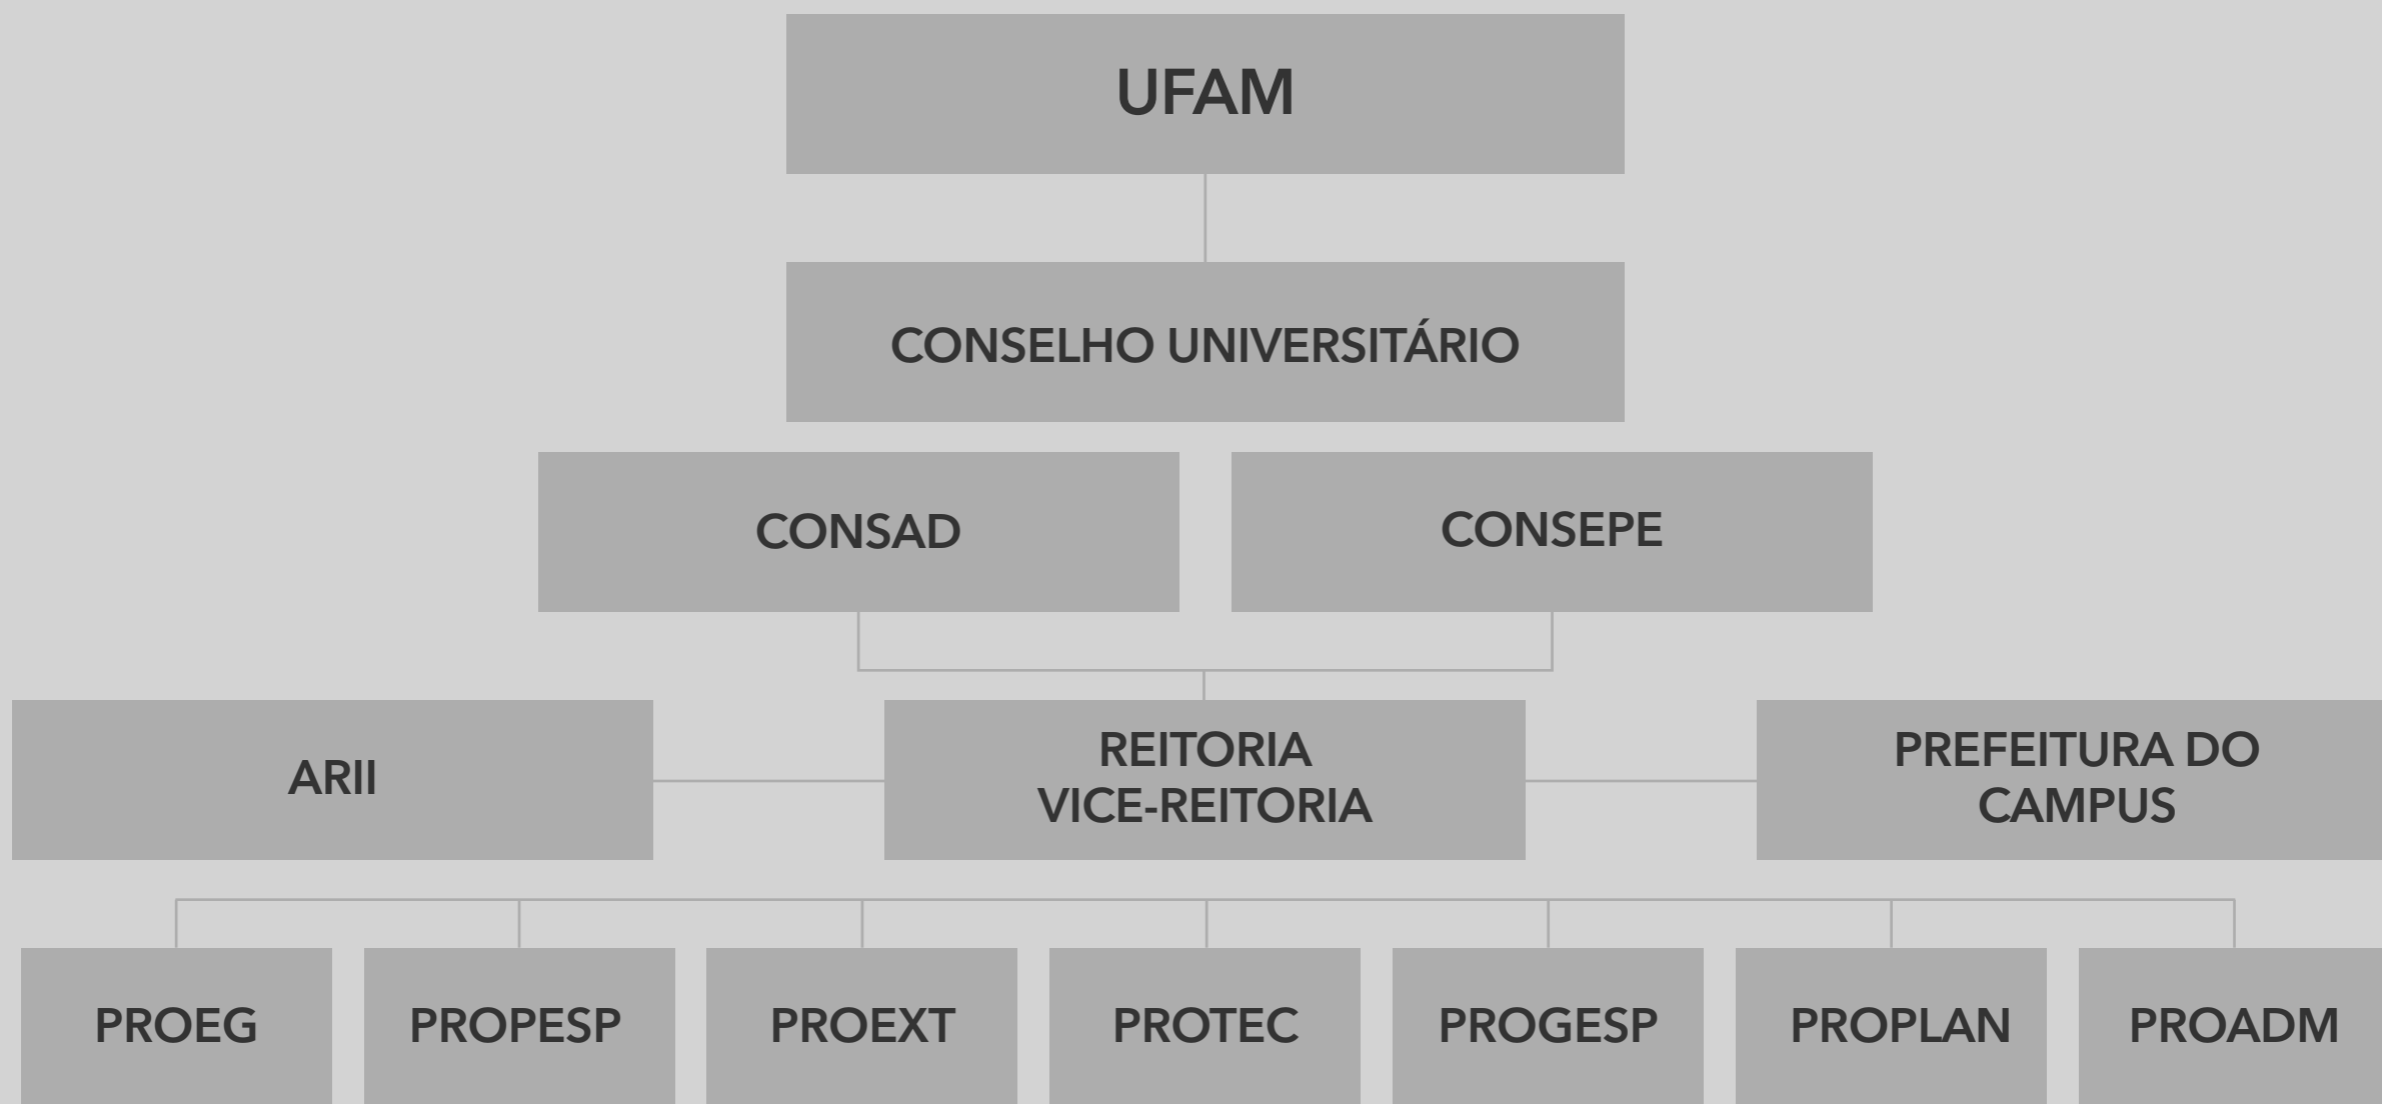 UFAM
CONSELHO UNIVERSITÁRIO
CONSAD
CONSEPE
ARII
REITORIA
VICE-REITORIA
PREFEITURA DO
CAMPUS
PROEG
PROPESP
PROEXT
PROTEC
PROGESP
PROPLAN
PROADM